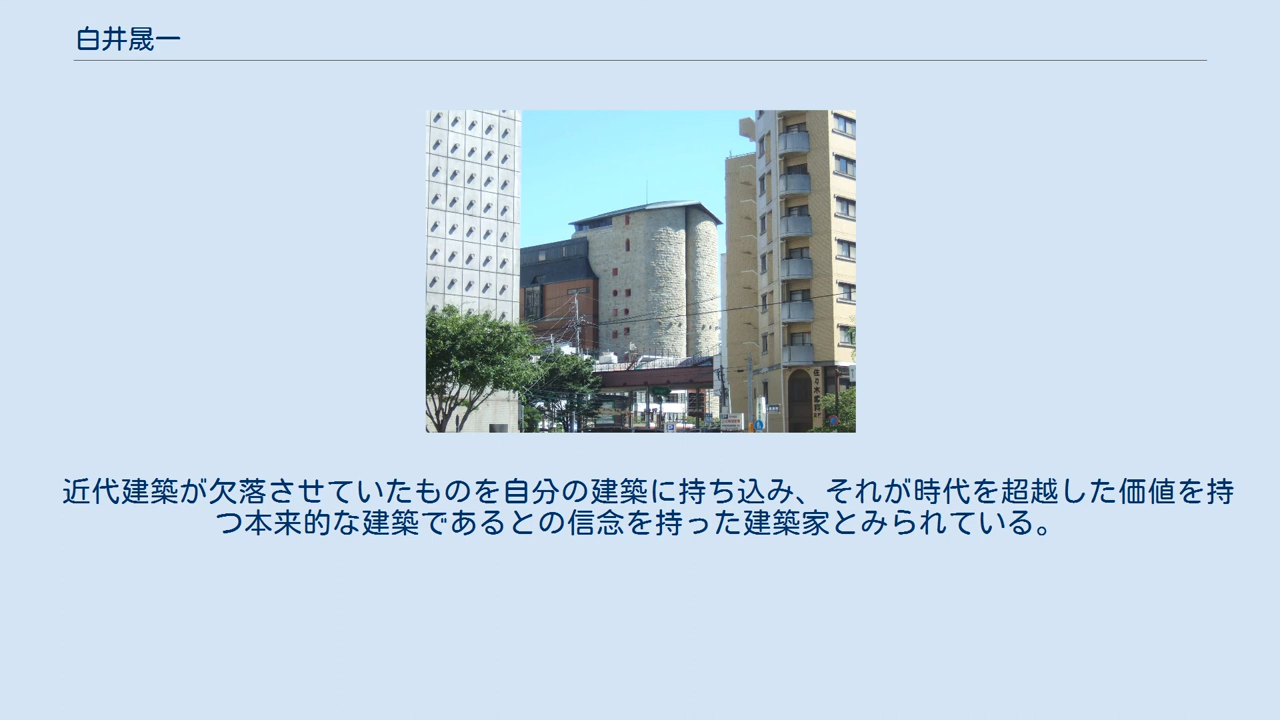 白井晟一
近代建築が欠落させていたものを自分の建築に持ち込み、それが時代を超越した価値を持
つ本来的な建築であるとの信念を持った建築家とみられている。